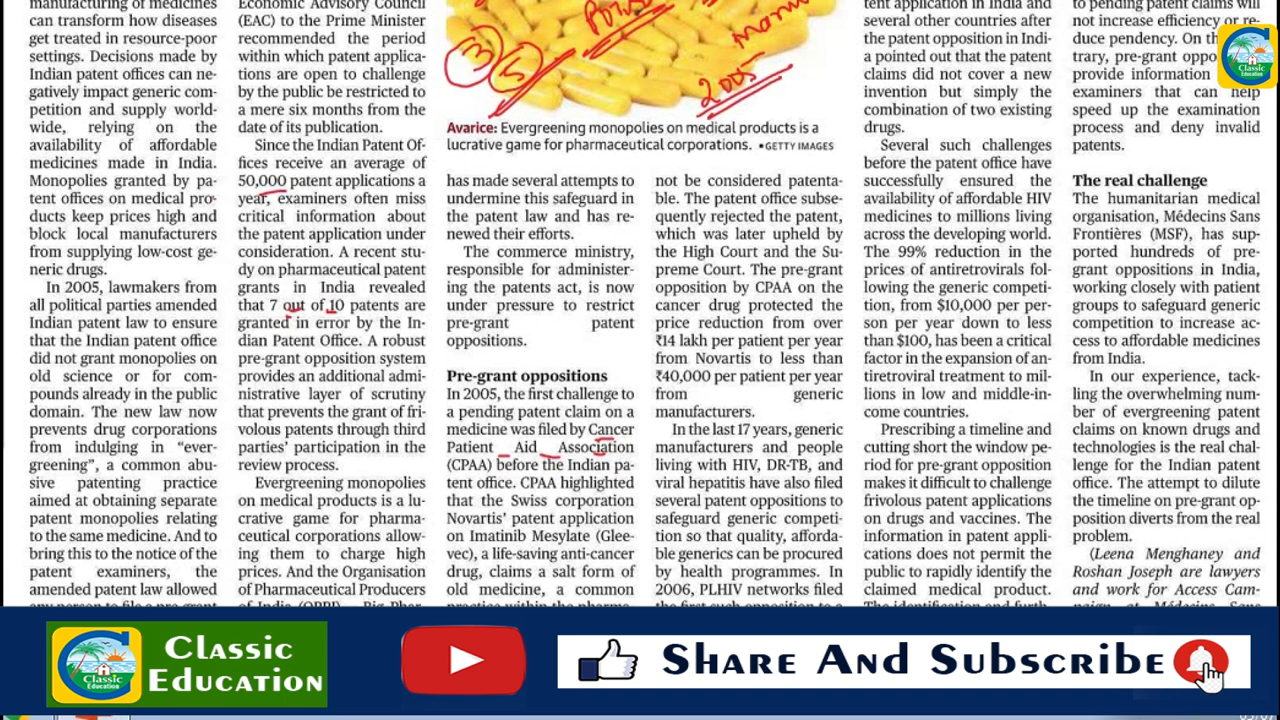 manufacturing of medicines
can transform how diseases
get treated in resource-poor
settings. Decisions made by
Indian patent offices can ne-
gatively impact generic com-
petition and supply world-
wide, relying on the
availability of affordable
medicines made in India.
Monopolies granted by pa-
tent offices on medical pro-
ducts keep prices high and
block local manufacturers
from supplying low-cost ge-
neric drugs.
In 2005, lawmakers from
all political parties amended
Indian patent law to ensure
that the Indian patent office
did not grant monopolies on
old science or for com-
pounds already in the public
domain. The new law now
prevents drug corporations
from indulging in “ever-
greening”, a common abu-
sive patenting practice
aimed at obtaining separate
patent monopolies relating
to the same medicine. And to
bring this to the notice of the
patent examiners, the
amended patent law allowed
Economic Advisory Council
(EAC) to the Prime Minister
recommended the period
within which patent applica-
tions are open to challenge
by the public be restricted to
a mere six months from the
date of its publication.
Since the Indian Patent Of-
fices receive an average of
50,000 patent applications a
year, examiners often miss
critical information about
the patent application under
consideration. A recent stu-
dy on pharmaceutical patent
grants in India revealed
that 7 out of 10 patents are
granted in error by the In-
dian Patent Office. A robust
pre-grant opposition system
provides an additional admi-
nistrative layer of scrutiny
that prevents the grant of fri-
volous patents through third
parties’ participation in the
review process.
Evergreening monopolies
on medical products is a lu-
crative game for pharma-
ceutical corporations allow-
ing them to charge high
prices. And the Organisation
of Pharmaceutical Producers
3
5
2005
Avarice: Evergreening monopolies on medical products is a
lucrative game for pharmaceutical corporations. ▪GETTY IMAGES
has made several attempts to
undermine this safeguard in
the patent law and has re-
newed their efforts.
The commerce ministry,
responsible for administer-
ing the patents act, is now
under pressure to restrict
pre-grant patent
oppositions.
Pre-grant oppositions
In 2005, the first challenge to
a pending patent claim on a
medicine was filed by Cancer
Patient Aid Association
(CPAA) before the Indian pa-
tent office. CPAA highlighted
that the Swiss corporation
Novartis’ patent application
on Imatinib Mesylate (Glee-
vec), a life-saving anti-cancer
drug, claims a salt form of
old medicine, a common
not be considered patenta-
ble. The patent office subse-
quently rejected the patent,
which was later upheld by
the High Court and the Su-
preme Court. The pre-grant
opposition by CPAA on the
cancer drug protected the
price reduction from over
₹14 lakh per patient per year
from Novartis to less than
₹40,000 per patient per year
from generic
manufacturers.
In the last 17 years, generic
manufacturers and people
living with HIV, DR-TB, and
viral hepatitis have also filed
several patent oppositions to
safeguard generic competi-
tion so that quality, afforda-
ble generics can be procured
by health programmes. In
2006, PLHIV networks filed
tent application in India and
several other countries after
the patent opposition in Indi-
a pointed out that the patent
claims did not cover a new
invention but simply the
combination of two existing
drugs.
Several such challenges
before the patent office have
successfully ensured the
availability of affordable HIV
medicines to millions living
across the developing world.
The 99% reduction in the
prices of antiretrovirals fol-
lowing the generic competi-
tion, from $10,000 per per-
son per year down to less
than $100, has been a critical
factor in the expansion of an-
tiretroviral treatment to mil-
lions in low and middle-in-
come countries.
Prescribing a timeline and
cutting short the window pe-
riod for pre-grant opposition
makes it difficult to challenge
frivolous patent applications
on drugs and vaccines. The
information in patent appli-
cations does not permit the
public to rapidly identify the
claimed medical product.
to pending patent claims will
not increase efficiency or re-
duce pendency. On the
trary, pre-grant oppo
provide information
examiners that can help
speed up the examination
process and deny invalid
patents.
The real challenge
The humanitarian medical
organisation, Médecins Sans
Frontières (MSF), has sup-
ported hundreds of pre-
grant oppositions in India,
working closely with patient
groups to safeguard generic
competition to increase ac-
cess to affordable medicines
from India.
In our experience, tack-
ling the overwhelming num-
ber of evergreening patent
claims on known drugs and
technologies is the real chal-
lenge for the Indian patent
office. The attempt to dilute
the timeline on pre-grant op-
position diverts from the real
problem.
(Leena Menghaney and
Roshan Joseph are lawyers
and work for Access Cam-
Classic
Education
Classic
Education
Classic
Education
Share And Subscribe